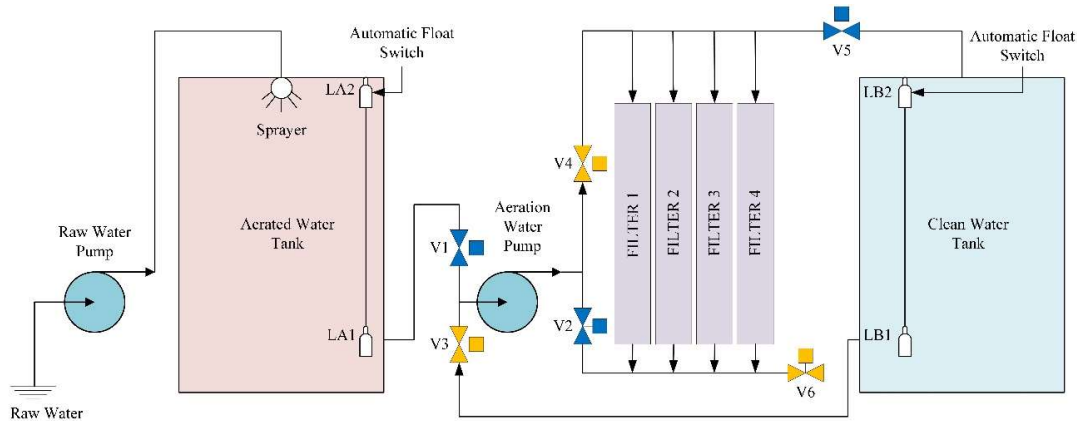 Automatic Float
Switch
LA2
Sprayer
Raw Water
Pump
Aerated Water
Tank
LA1
Raw Water
V1
V3
Aeration
Water
Pump
V4
V2
FILTER 1
FILTER 2
FILTER 3
FILTER 4
V5
V6
Automatic Float
Switch
LB2
Clean Water
Tank
LB1